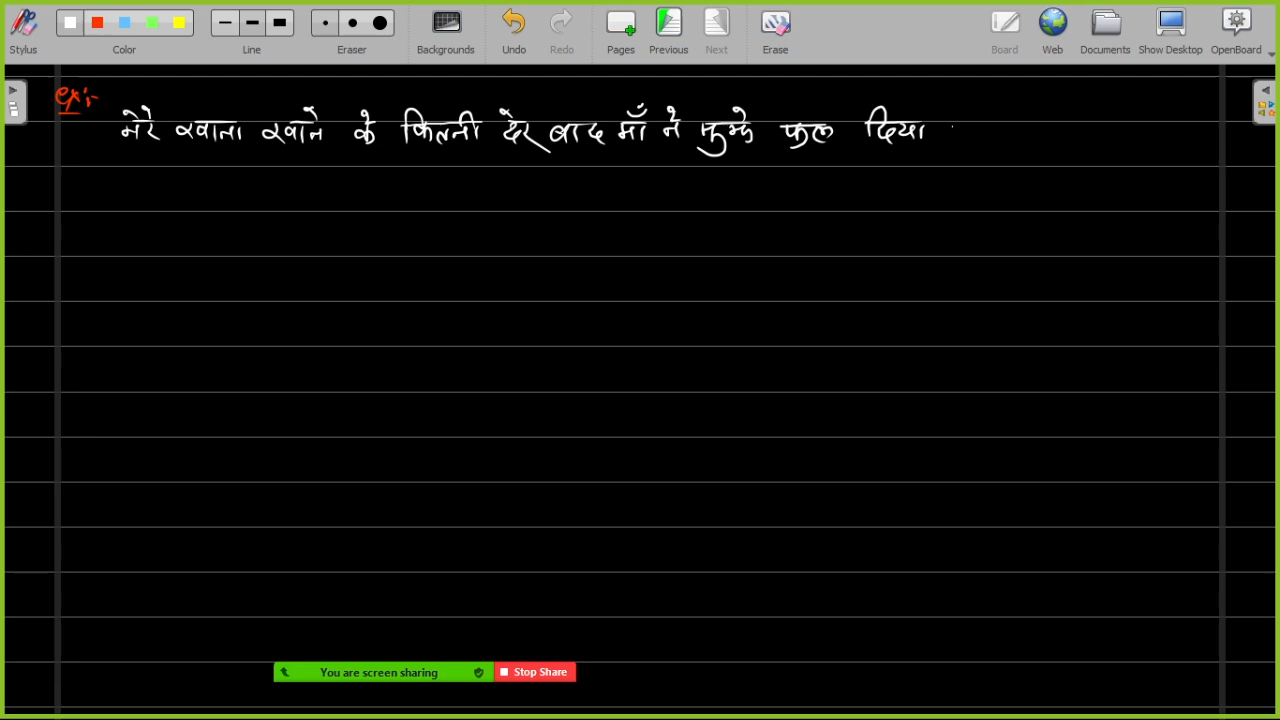 Stylus
Color
Line
Eraser
Backgrounds
Undo
Redo
Pages
Previous
Next
Erase
Board
Web
Documents
Show Desktop
OpenBoard
ex:-
मेरे खाना खाने के कितनी देर बाद माँ ने मुझे फल दिया
You are screen sharing
Stop Share